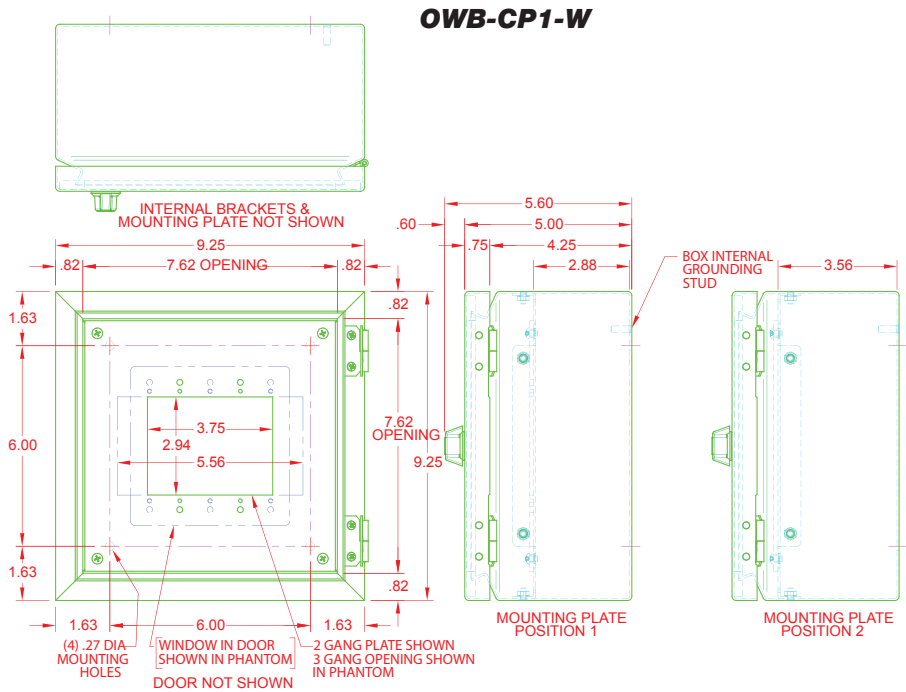 OWB-CP1-W
INTERNAL BRACKETS &
MOUNTING PLATE NOT SHOWN
9.25
.82
7.62 OPENING
.82
1.63
6.00
1.63
.82
7.62
OPENING
9.25
.82
3.75
2.94
5.56
1.63
6.00
1.63
(4) .27 DIA
MOUNTING
HOLES
WINDOW IN DOOR
SHOWN IN PHANTOM
2 GANG PLATE SHOWN
3 GANG OPENING SHOWN
IN PHANTOM
DOOR NOT SHOWN
5.60
.60
5.00
.75
4.25
2.88
BOX INTERNAL
GROUNDING
STUD
MOUNTING PLATE
POSITION 1
3.56
MOUNTING PLATE
POSITION 2